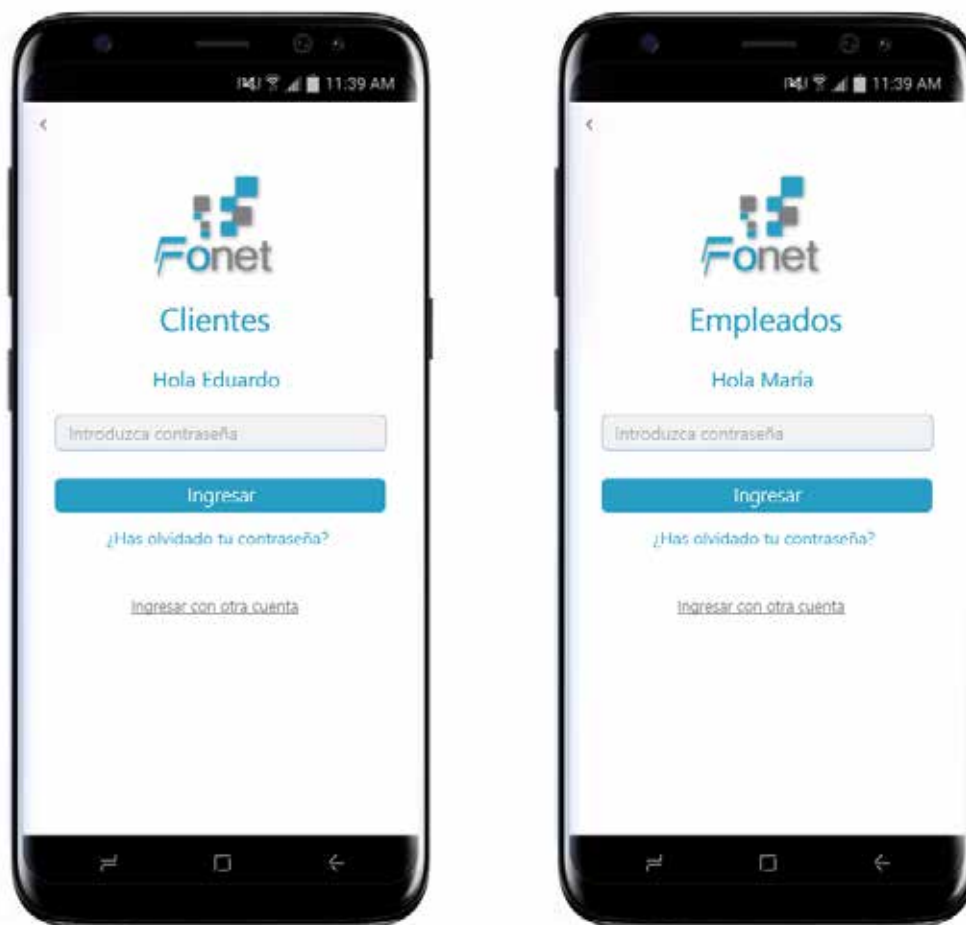 11:39 AM
Fonet
Clientes
Hola Eduardo
Introduzca contraseña
Ingresar
¿Has olvidado tu contraseña?
Ingresar con otra cuenta
11:39 AM
Fonet
Empleados
Hola María
Introduzca contraseña
Ingresar
¿Has olvidado tu contraseña?
Ingresar con otra cuenta